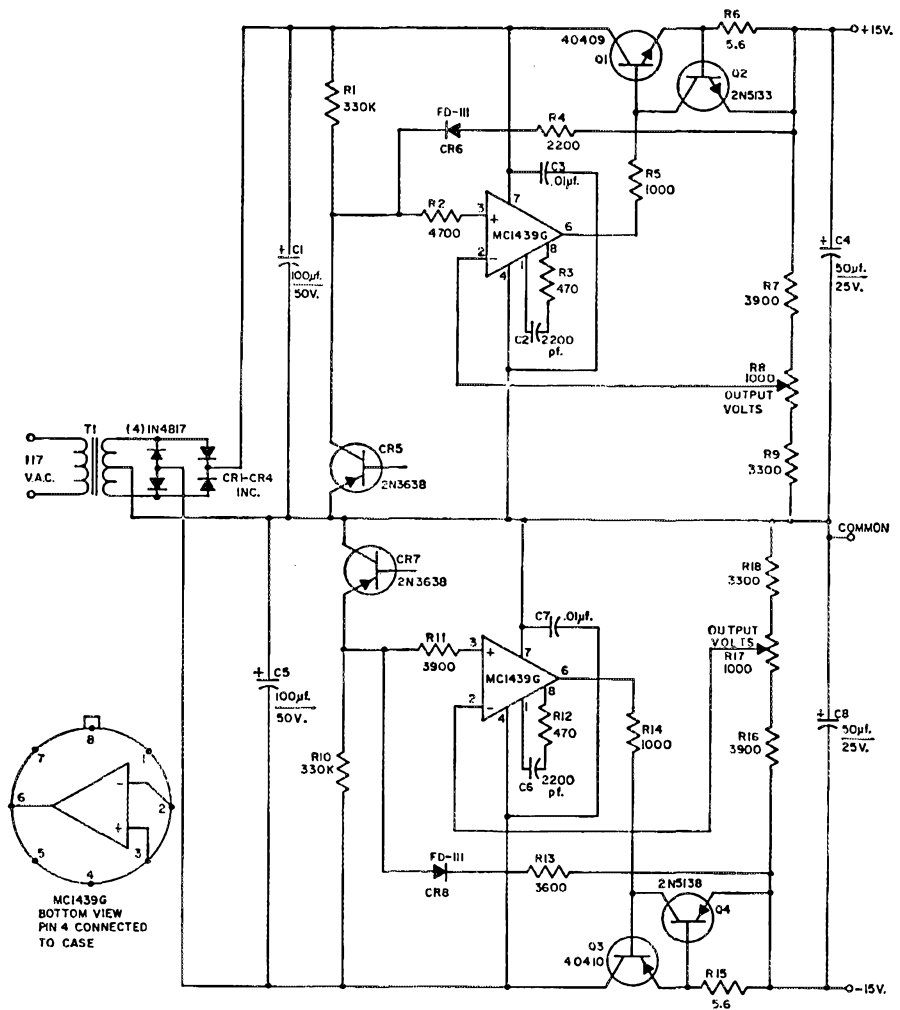 R6
5.6
+15V.
40409
Q1
Q2
2N5133
R1
330K
FD-111
CR6
R4
2200
C3
.01µf.
R5
1000
R2
4700
3
+
7
MC1439G
6
2
-
4
1
8
R3
470
C2
2200
pf.
+
C1
100µf.
50V.
+
C4
50µf.
25V.
R7
3900
R8
1000
OUTPUT
VOLTS
R9
3300
T1
(4)IN4817
117
V.A.C.
CR1-CR4
INC.
CR5
2N3638
COMMON
CR7
2N3638
R18
3300
OUTPUT
VOLTS
R17
1000
C7
.01µf.
R11
3900
3
+
7
MC1439G
6
2
-
4
1
8
R12
470
C6
2200
pf.
R14
1000
R16
3900
+
C5
100µf.
50V.
+
C8
50µf.
25V.
R10
330K
FD-111
CR8
R13
3600
2N5138
Q4
Q3
40410
R15
5.6
-15V.
8
7
1
6
-
2
+
5
3
4
MC1439G
BOTTOM VIEW
PIN 4 CONNECTED
TO CASE